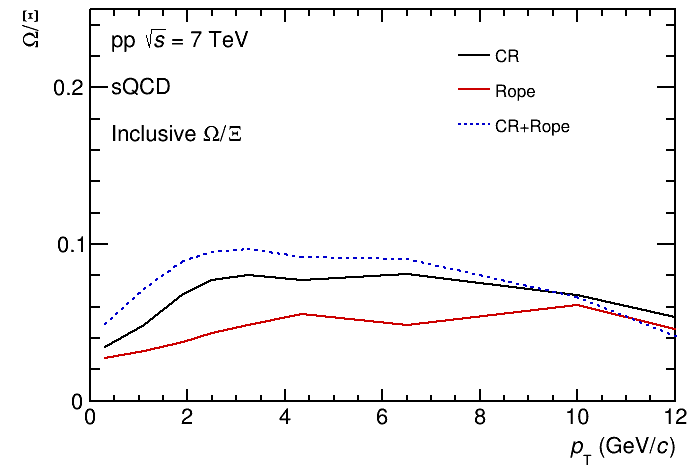 Ω/Ξ
pp √s = 7 TeV
sQCD
Inclusive Ω/Ξ
CR
Rope
CR+Rope
0.2
0.1
0
0 2 4 6 8 10 12
pT (GeV/c)